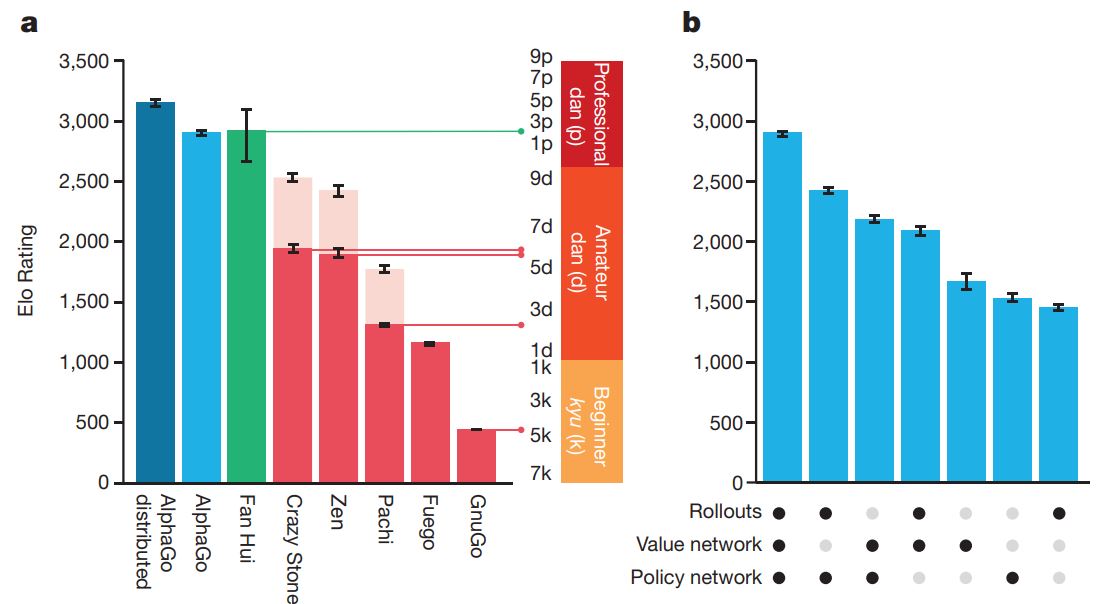 a
Elo Rating
3,500
3,000
2,500
2,000
1,500
1,000
500
0
AlphaGo
distributed
AlphaGo
Fan Hui
Crazy Stone
Zen
Pachi
Fuego
GnuGo
9p
7p
5p
3p
1p
9d
7d
5d
3d
1d
1k
3k
5k
7k
Professional
dan (p)
Amateur
dan (d)
Beginner
kyu (k)
b
3,500
3,000
2,500
2,000
1,500
1,000
500
0
Rollouts
Value network
Policy network